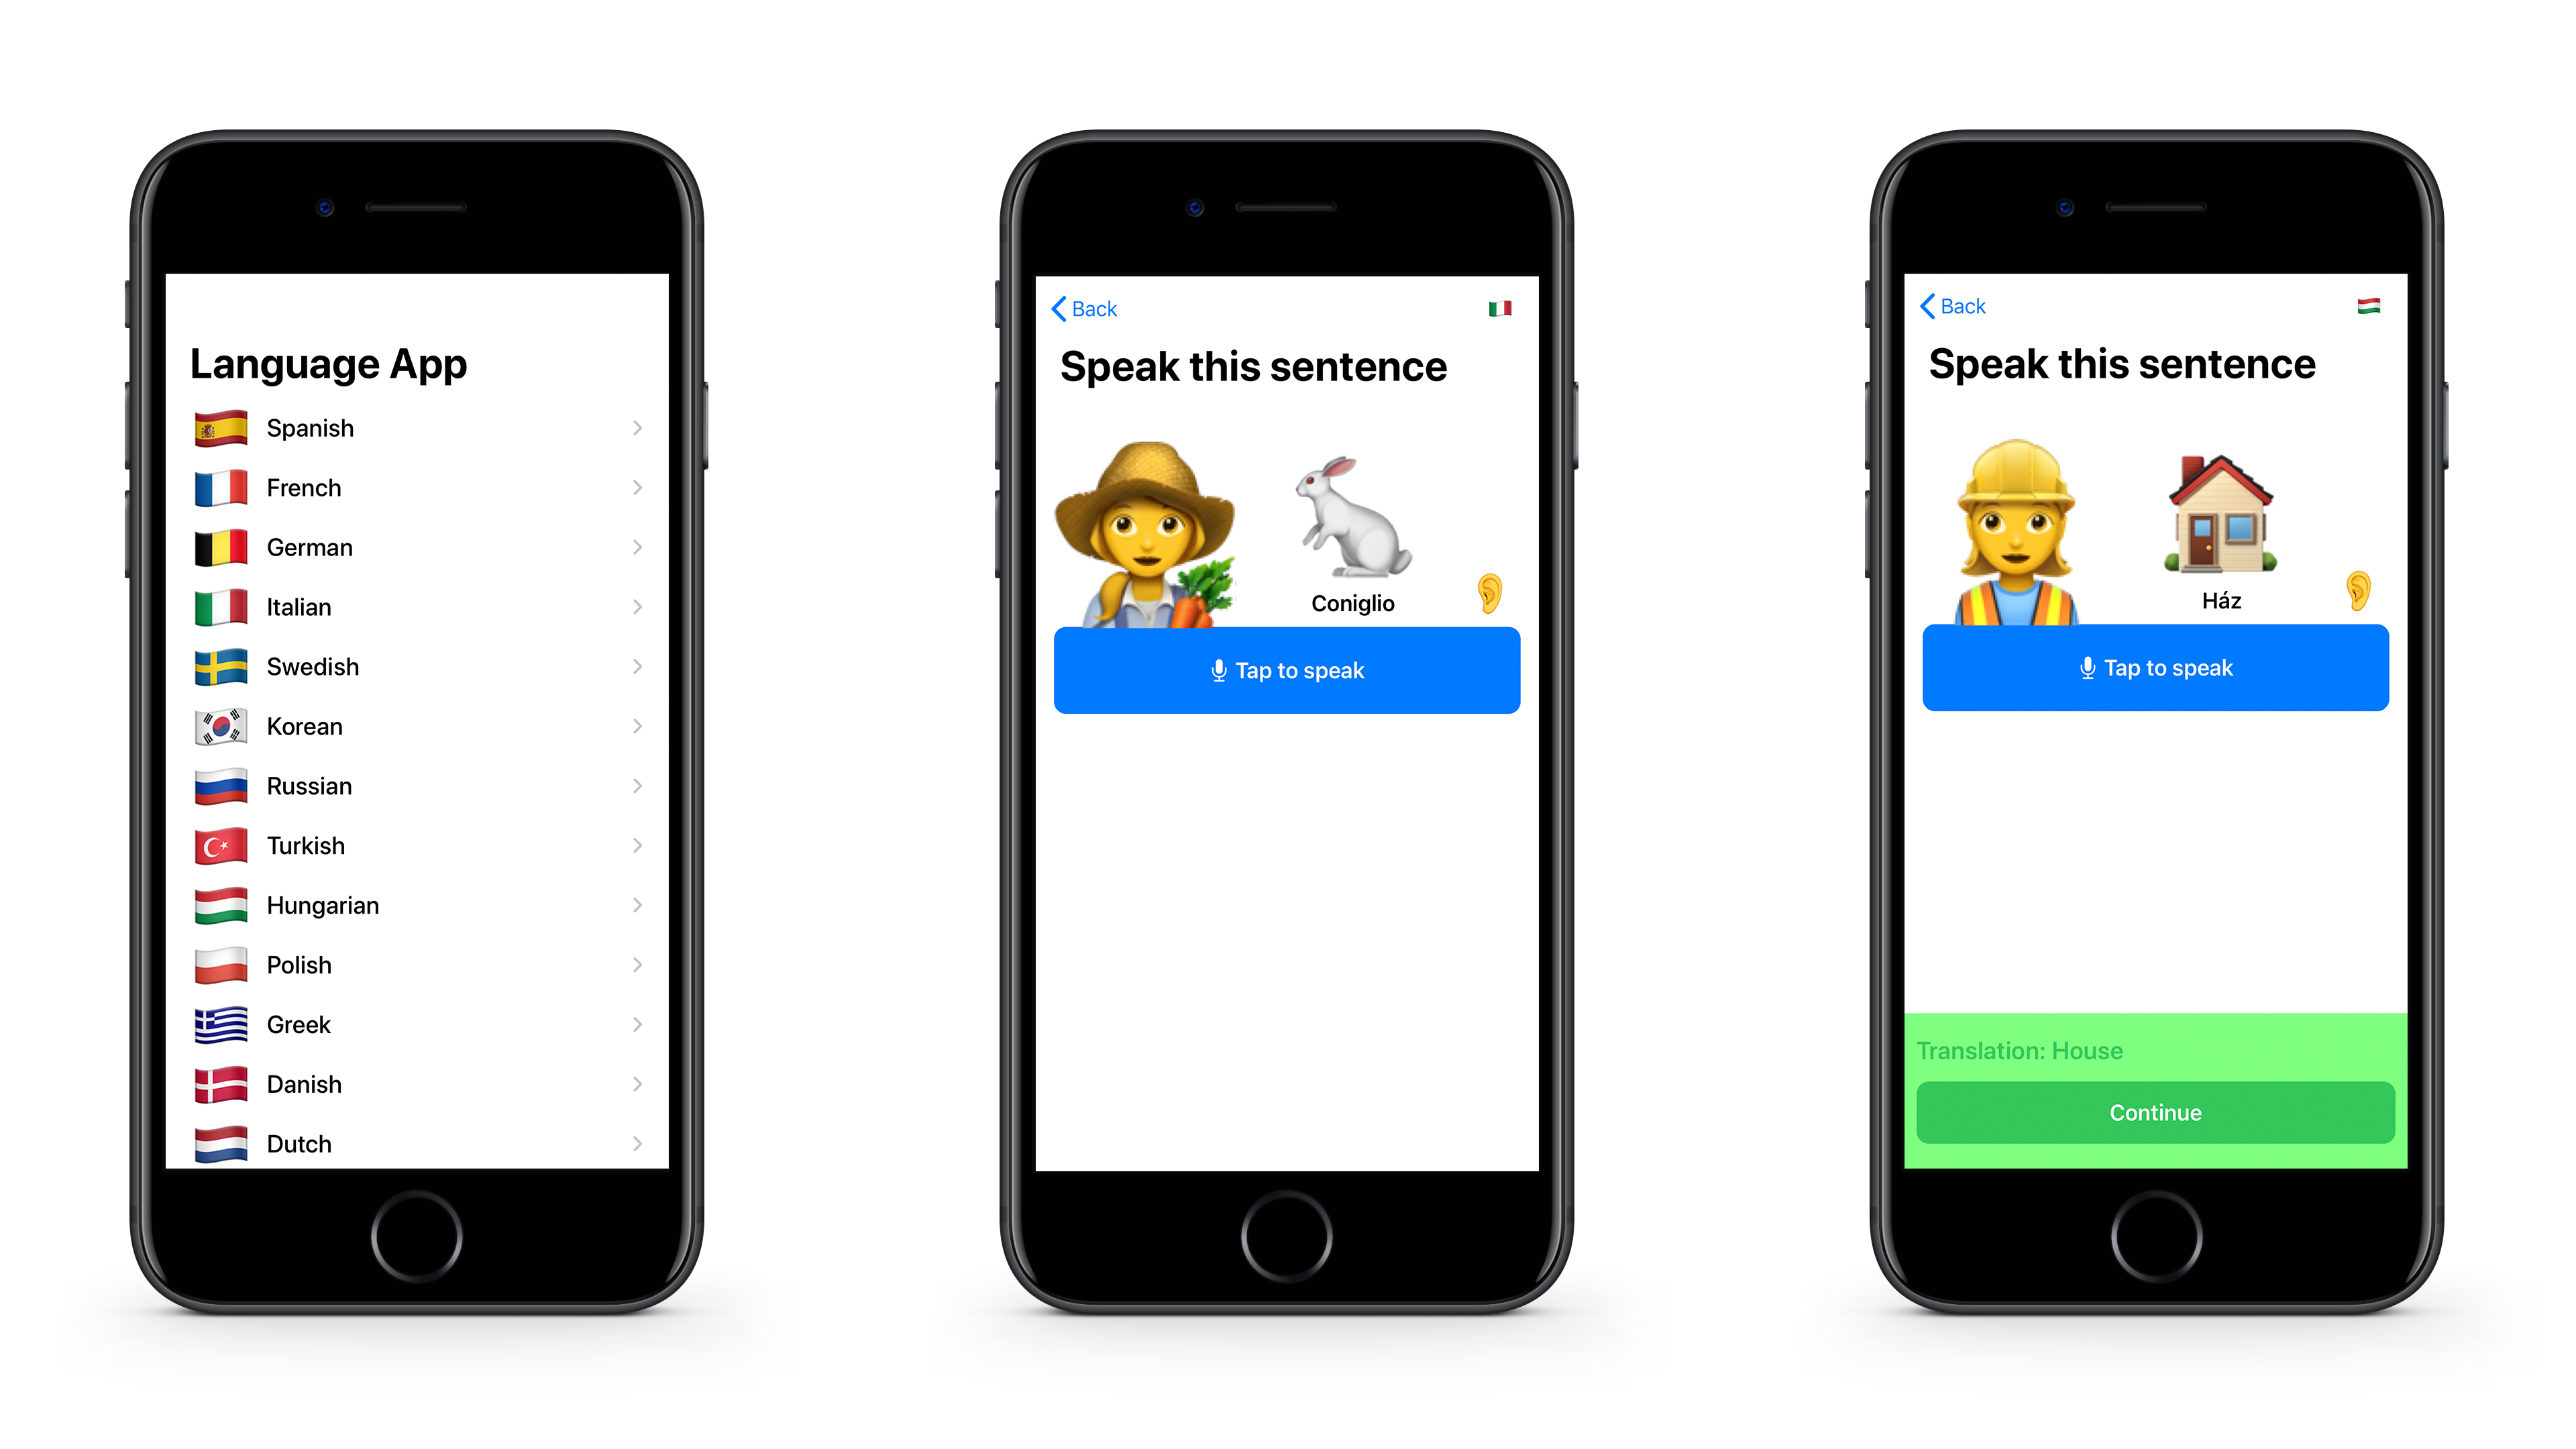 Language App
Spanish
French
German
Italian
Swedish
Korean
Russian
Turkish
Hungarian
Polish
Greek
Danish
Dutch
Back
Speak this sentence
Coniglio
Tap to speak
Back
Speak this sentence
Ház
Tap to speak
Translation: House
Continue